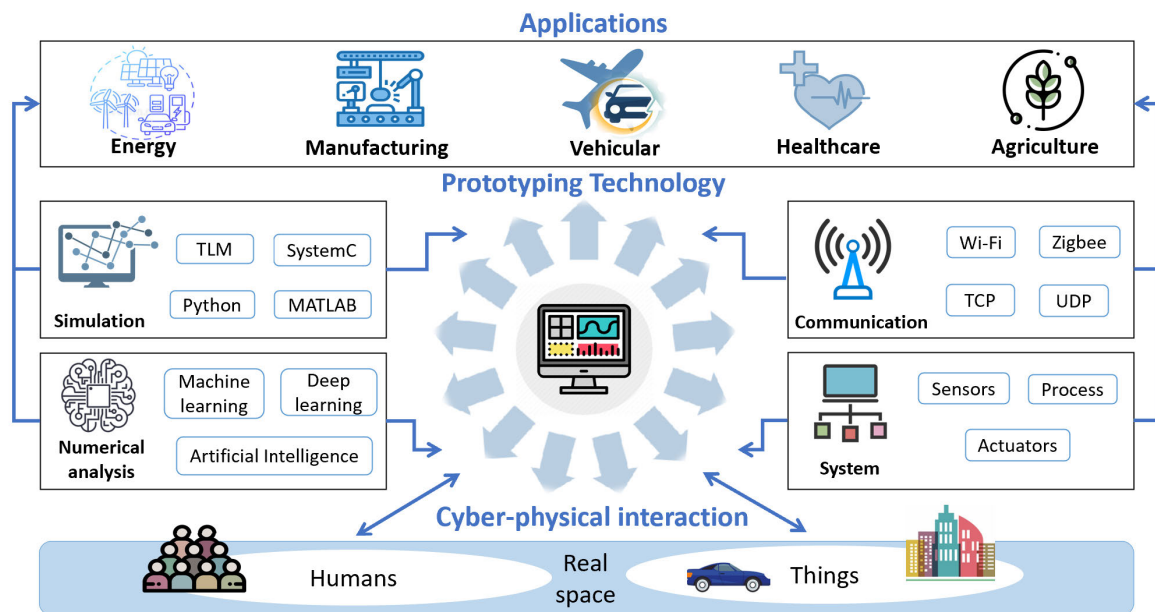 Applications
Energy
Manufacturing
Vehicular
Healthcare
Agriculture
Prototyping Technology
TLM
SystemC
Python
MATLAB
Simulation
Wi-Fi
Zigbee
TCP
UDP
Communication
Machine
learning
Deep
learning
Artificial Intelligence
Numerical
analysis
Sensors
Process
Actuators
System
Cyber-physical interaction
Humans
Real
space
Things